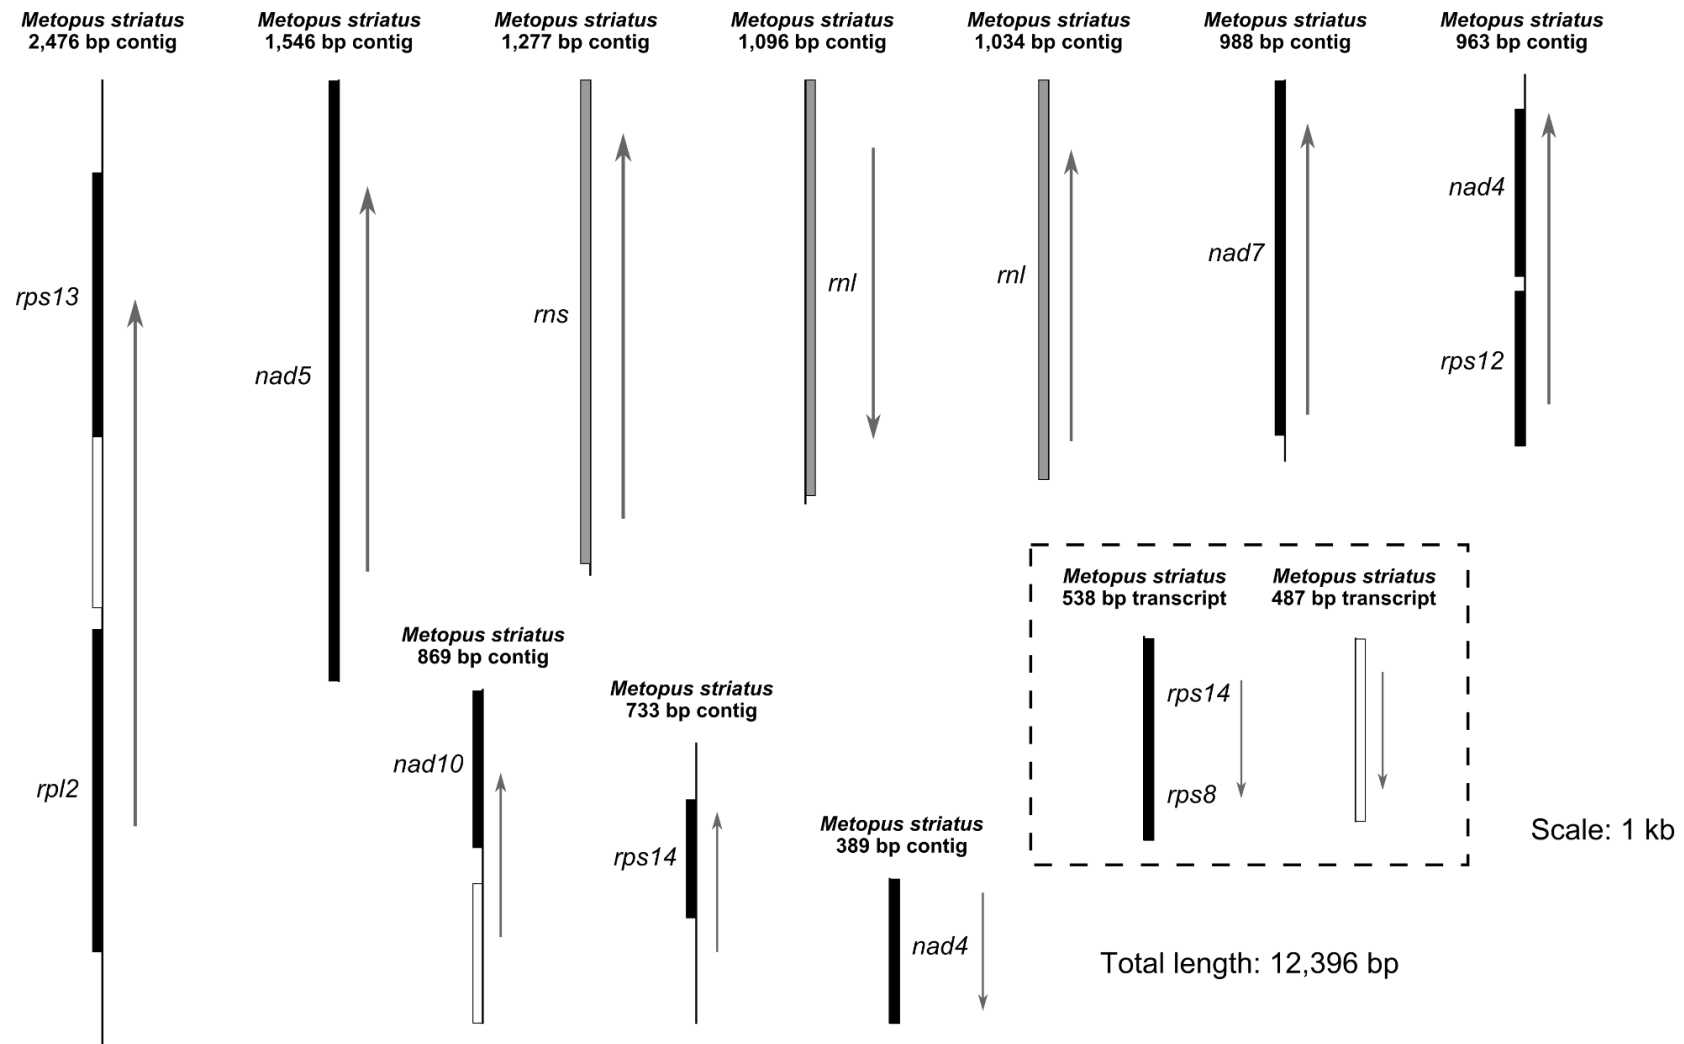 Metopus striatus
2,476 bp contig
Metopus striatus
1,546 bp contig
Metopus striatus
1,277 bp contig
Metopus striatus
1,096 bp contig
Metopus striatus
1,034 bp contig
Metopus striatus
988 bp contig
Metopus striatus
963 bp contig
rps13
rpl2
nad5
rns
rnl
rnl
nad7
nad4
rps12
Metopus striatus
869 bp contig
nad10
Metopus striatus
733 bp contig
rps14
Metopus striatus
389 bp contig
nad4
Metopus striatus
538 bp transcript
rps14
rps8
Metopus striatus
487 bp transcript
Scale: 1 kb
Total length: 12,396 bp